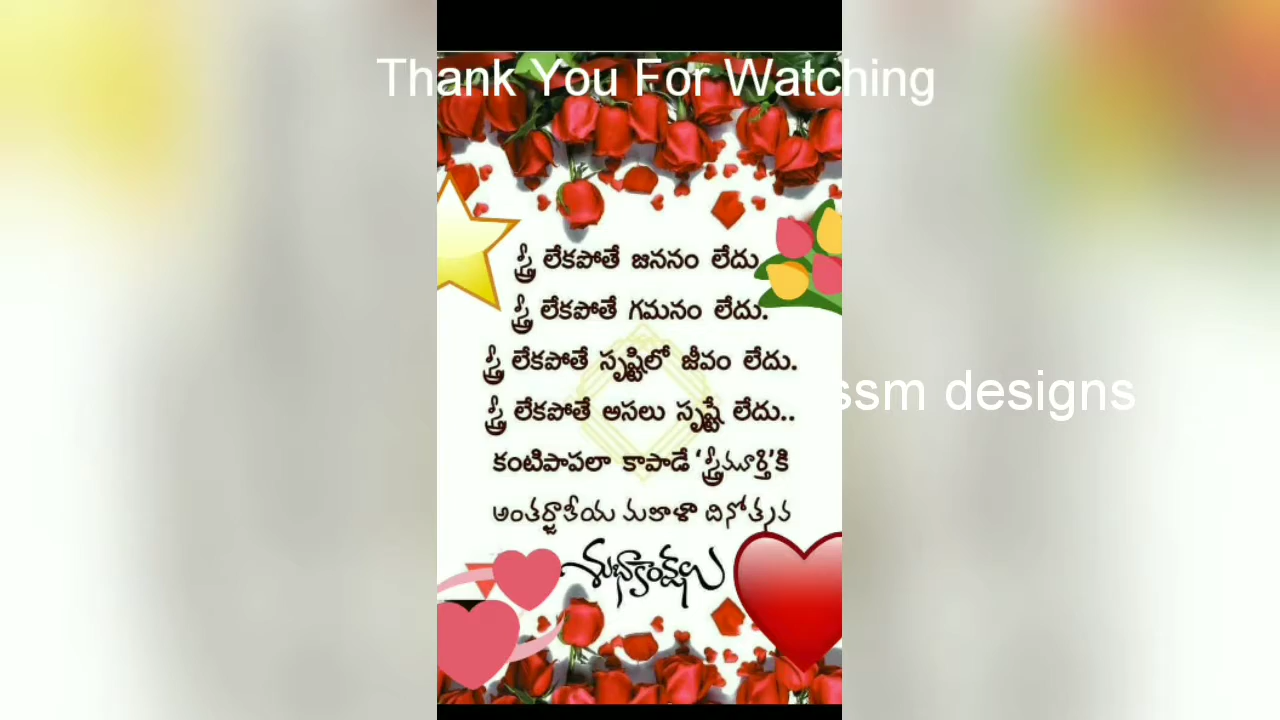 Thank You For Watching
స్త్రీ లేకపోతే జననం లేదు
స్త్రీ లేకపోతే గమనం లేదు.
స్త్రీ లేకపోతే సృష్టిలో జీవం లేదు.
ssm designs
స్త్రీ లేకపోతే అసలు సృష్టే లేదు..
కంటిపాపలా కాపాడే ‘స్త్రీమూర్తి’కి
అంతర్జాతీయ మహిళా దినోత్సవ
శుభాకాంక్షలు